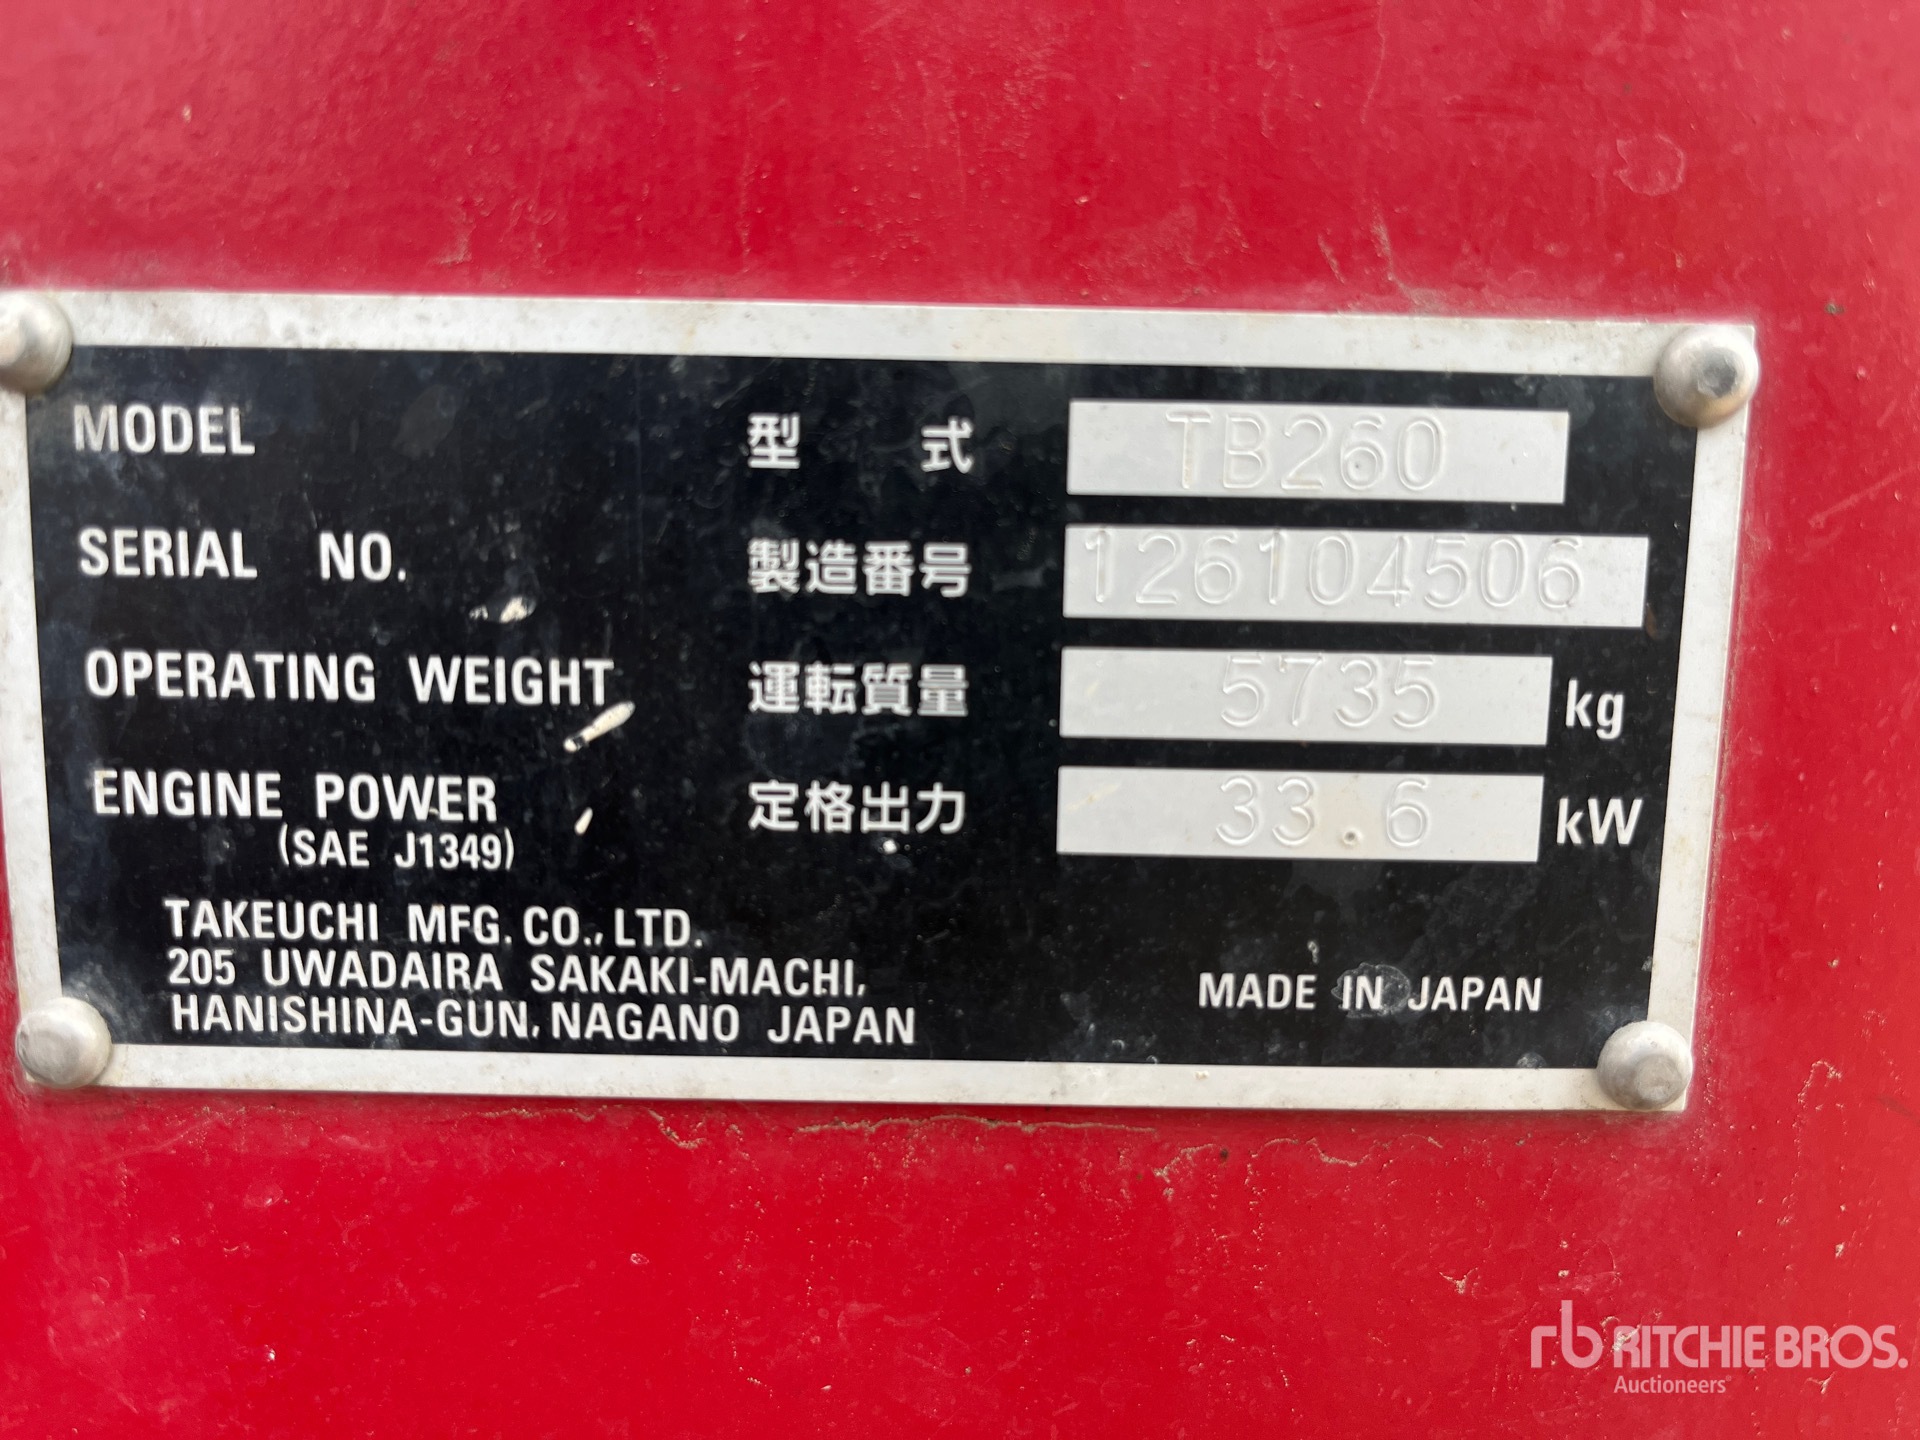 MODEL 型式 TB260
SERIAL NO. 製造番号 126104506
OPERATING WEIGHT 運転質量 5735 kg
ENGINE POWER 定格出力 33.6 kW
(SAE J1349)
TAKEUCHI MFG. CO., LTD.
205 UWADAIRA SAKAKI-MACHI,
HANISHINA-GUN, NAGANO JAPAN
MADE IN JAPAN
rb RITCHIE BROS.
Auctioneers